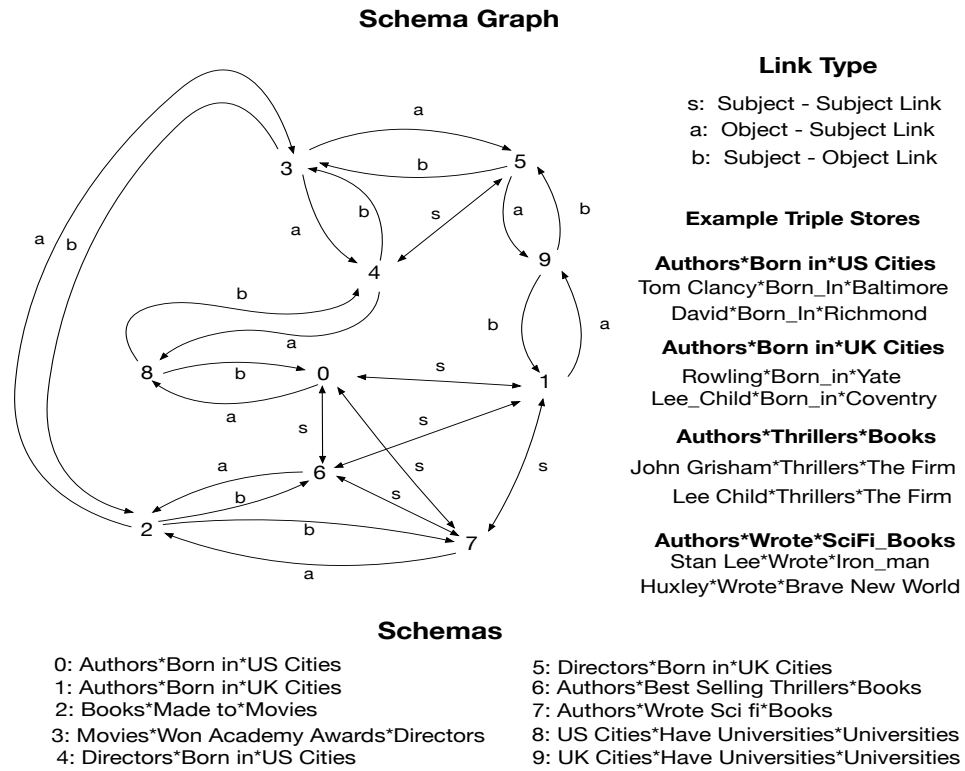 Schema Graph
Link Type
s: Subject - Subject Link
a: Object - Subject Link
b: Subject - Object Link
Example Triple Stores
Authors*Born in*US Cities
Tom Clancy*Born_In*Baltimore
David*Born_In*Richmond
Authors*Born in*UK Cities
Rowling*Born_in*Yate
Lee_Child*Born_in*Coventry
Authors*Thrillers*Books
John Grisham*Thrillers*The Firm
Lee Child*Thrillers*The Firm
Authors*Wrote*SciFi_Books
Stan Lee*Wrote*Iron_man
Huxley*Wrote*Brave New World
a
3
b
5
b
s
a
b
a
a
b
9
4
b
b
a
a
8
b
0
s
1
a
s
s
s
s
a
6
b
s
2
b
7
a
Schemas
0: Authors*Born in*US Cities
1: Authors*Born in*UK Cities
2: Books*Made to*Movies
3: Movies*Won Academy Awards*Directors
4: Directors*Born in*US Cities
5: Directors*Born in*UK Cities
6: Authors*Best Selling Thrillers*Books
7: Authors*Wrote Sci fi*Books
8: US Cities*Have Universities*Universities
9: UK Cities*Have Universities*Universities